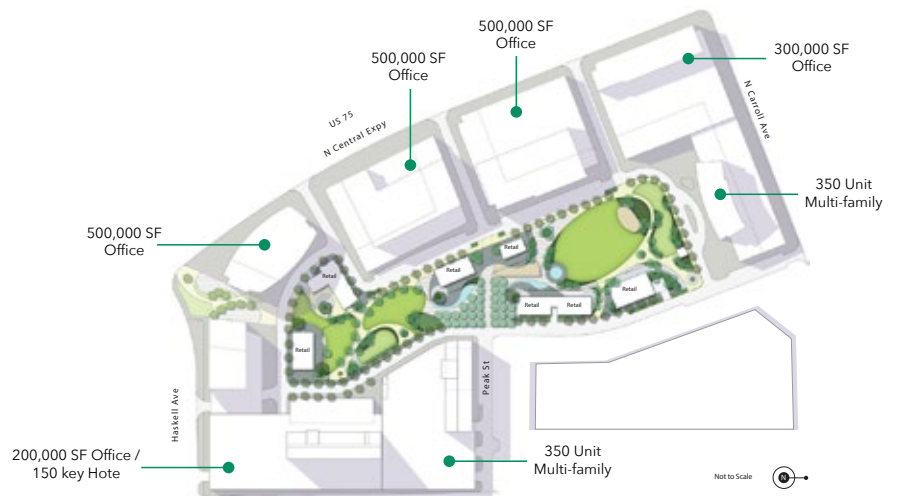 500,000 SF
Office
500,000 SF
Office
300,000 SF
Office
US 75
N Central Expy
N Carroll Ave
350 Unit
Multi-family
500,000 SF
Office
Retail
Retail
Retail
Retail
Retail
Retail
Retail
Haskell Ave
Peak St
200,000 SF Office /
150 key Hote
350 Unit
Multi-family
Not to Scale
N